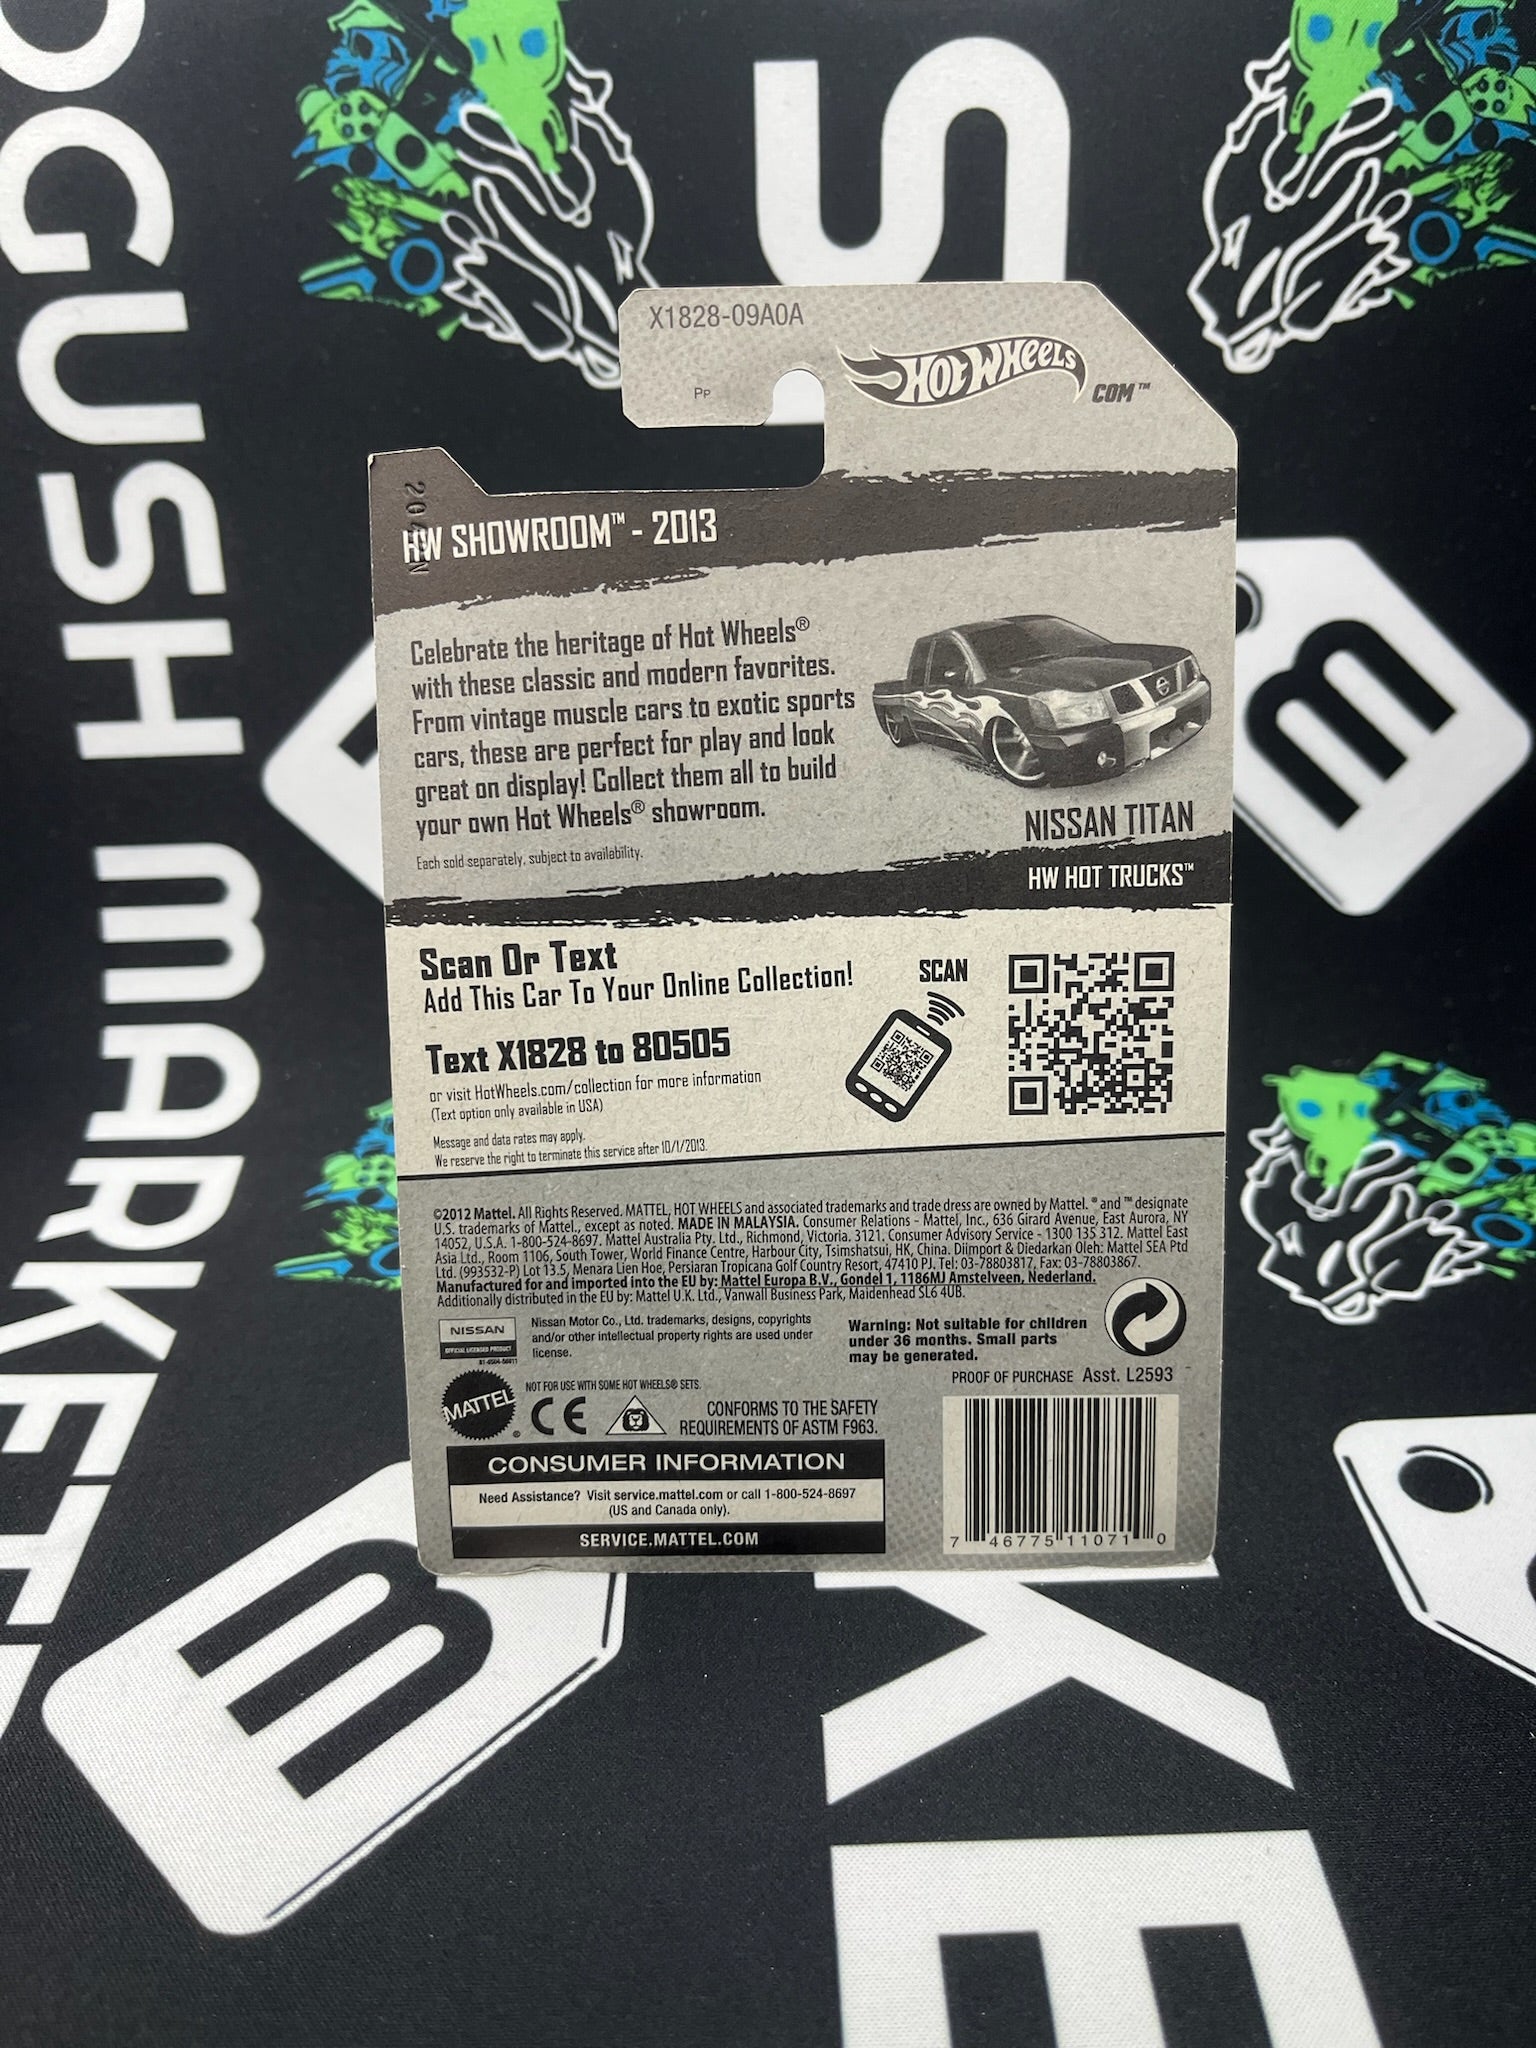 X1828-09A0A
Pp
HOT WHEELS
.COM™
HW SHOWROOM™ - 2013
Celebrate the heritage of Hot Wheels®
with these classic and modern favorites.
From vintage muscle cars to exotic sports
cars, these are perfect for play and look
great on display! Collect them all to build
your own Hot Wheels® showroom.
Each sold separately, subject to availability.
NISSAN TITAN
HW HOT TRUCKS™
Scan Or Text
Add This Car To Your Online Collection!
Text X1828 to 80505
or visit HotWheels.com/collection for more information
(Text option only available in USA)
Message and data rates may apply.
We reserve the right to terminate this service after 10/1/2013.
SCAN
©2012 Mattel. All Rights Reserved. MATTEL, HOT WHEELS and associated trademarks and trade dress are owned by Mattel. ® and ™ designate
U.S. trademarks of Mattel., except as noted. MADE IN MALAYSIA. Consumer Relations - Mattel, Inc., 636 Girard Avenue, East Aurora, NY
14052, U.S.A. 1-800-524-8697. Mattel Australia Pty. Ltd., Richmond, Victoria. 3121. Consumer Advisory Service - 1300 135 312. Mattel East
Asia Ltd., Room 1106, South Tower, World Finance Centre, Harbour City, Tsimshatsui, HK, China. Diimport & Diedarkan Oleh: Mattel SEA Ptd
Ltd. (993532-P) Lot 13.5, Menara Lien Hoe, Persiaran Tropicana Golf Country Resort, 47410 PJ. Tel: 03-78803817, Fax: 03-78803867.
Manufactured for and imported into the EU by: Mattel Europa B.V., Gondel 1, 1186MJ Amstelveen, Nederland.
Additionally distributed in the EU by: Mattel U.K. Ltd., Vanwall Business Park, Maidenhead SL6 4UB.
NISSAN
OFFICIAL LICENSED PRODUCT
Nissan Motor Co., Ltd. trademarks, designs, copyrights
and/or other intellectual property rights are used under
license.
Warning: Not suitable for children
under 36 months. Small parts
may be generated.
MATTEL®
NOT FOR USE WITH SOME HOT WHEELS® SETS.
CE
CONFORMS TO THE SAFETY
REQUIREMENTS OF ASTM F963.
PROOF OF PURCHASE Asst. L2593
CONSUMER INFORMATION
Need Assistance? Visit service.mattel.com or call 1-800-524-8697
(US and Canada only).
SERVICE.MATTEL.COM
7 46775 11071 0
OGUSH MARKET
S
KE